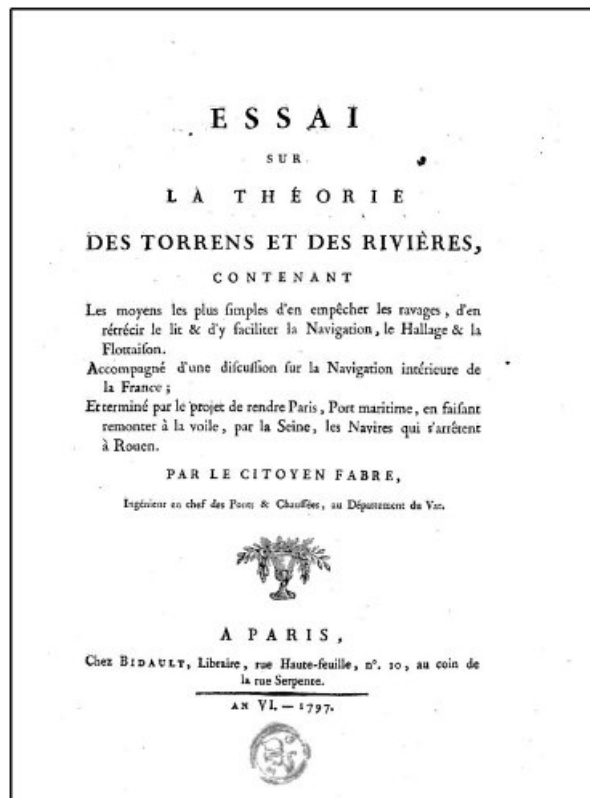 ESSAI
SUR
LA THÉORIE
DES TORRENS ET DES RIVIÈRES,
CONTENANT
Les moyens les plus ſimples d'en empêcher les ravages, d'en
rétrécir le lit & d'y faciliter la Navigation, le Hallage & la
Flottaiſon.
Accompagné d'une diſcuſſion ſur la Navigation intérieure de
la France;
Et terminé par le projet de rendre Paris, Port maritime, en faiſant
remonter à la voile, par la Seine, les Navires qui s'arrêtent
à Rouen.
PAR LE CITOYEN FABRE,
Ingénieur en chef des Ponts & Chauſſées, au Département du Var.
A PARIS,
Chez BIDAULT, Libraire, rue Haute-feuille, n°. 10, au coin de
la rue Serpente.
AN VI. — 1797.